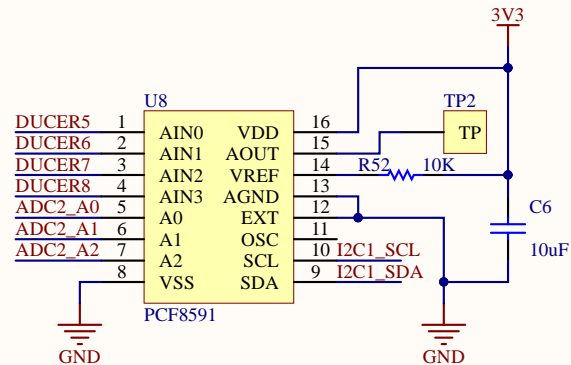 3V3
U8
TP2
DUCER5 1 AIN0 VDD 16
DUCER6 2 AIN1 AOUT 15 TP
DUCER7 3 AIN2 VREF 14 R52 10K
DUCER8 4 AIN3 AGND 13
ADC2_A0 5 A0 EXT 12 C6
ADC2_A1 6 A1 OSC 11
ADC2_A2 7 A2 SCL 10 I2C1_SCL 10uF
8 VSS SDA 9 I2C1_SDA
PCF8591
GND GND